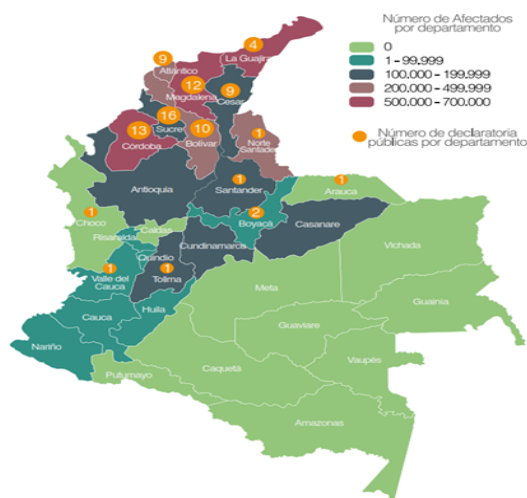 Número de Afectados
por departamento
0
1 - 99.999
100.000 - 199.999
200.000 - 499.999
500.000 - 700.000
Número de declaratoria
públicas por departamento
4
La Guajira
9
Atlántico
12
Magdalena
9
Cesar
16
Sucre
13
Córdoba
10
Bolívar
1
Norte
Santader
Antioquia
1
Santander
1
Arauca
1
Choco
2
Boyacá
Caldas
Risaralda
Casanare
Cundinamarca
Quindío
1
Valle del
Cauca
1
Tolima
Vichada
Meta
Huila
Guainia
Cauca
Guaviare
Nariño
Vaupés
Caquetá
Putumayo
Amazonas